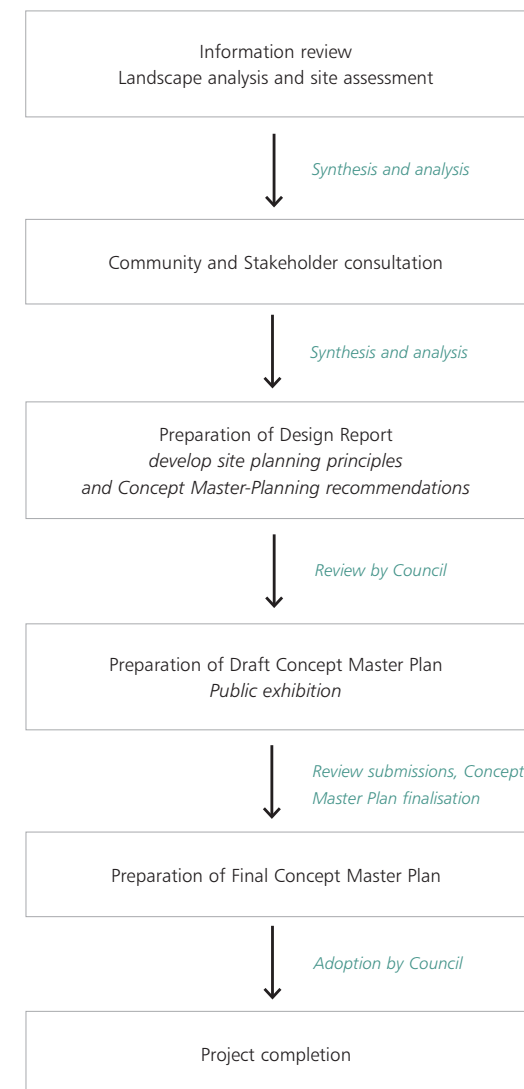 Information review
Landscape analysis and site assessment
Synthesis and analysis
Community and Stakeholder consultation
Synthesis and analysis
Preparation of Design Report
develop site planning principles
and Concept Master-Planning recommendations
Review by Council
Preparation of Draft Concept Master Plan
Public exhibition
Review submissions, Concept
Master Plan finalisation
Preparation of Final Concept Master Plan
Adoption by Council
Project completion